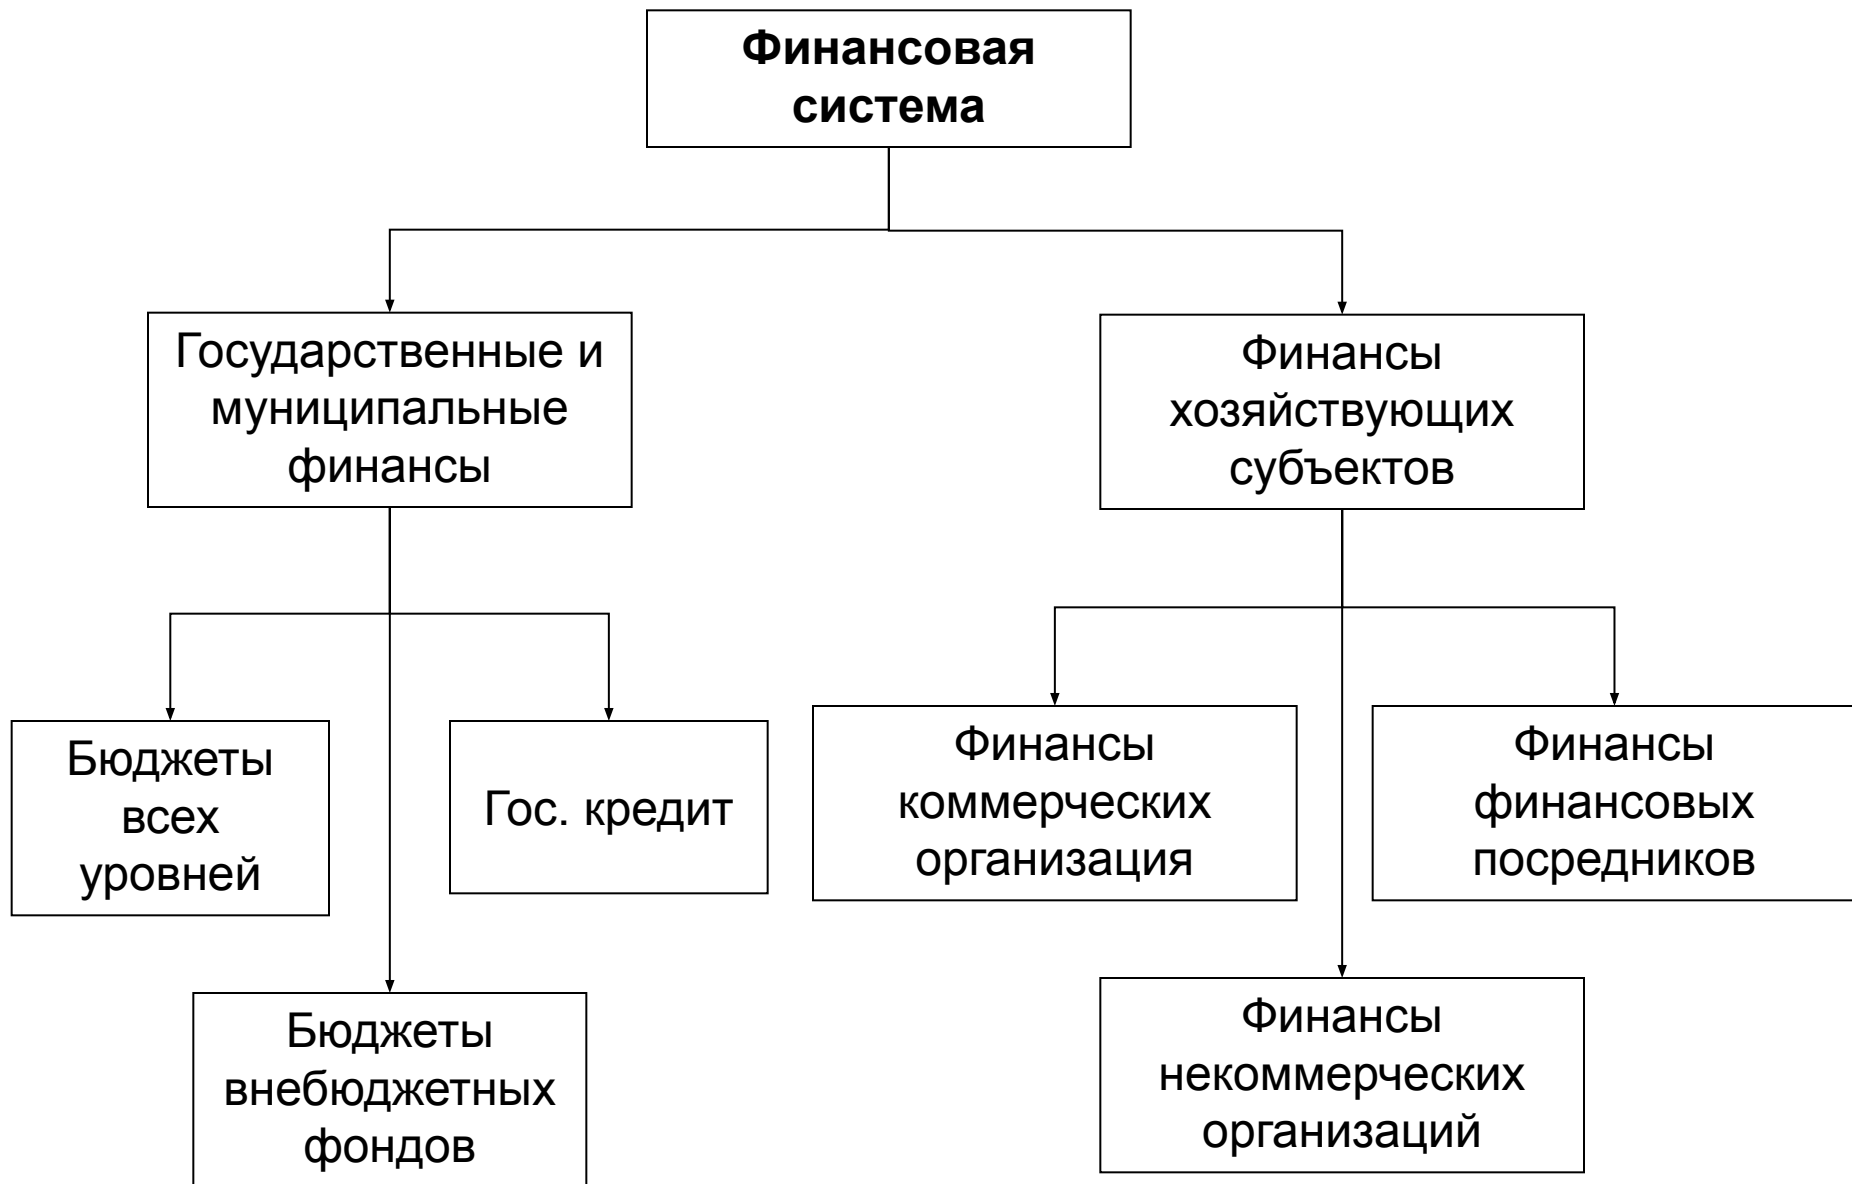 Финансовая
система
Государственные и
муниципальные
финансы
Финансы
хозяйствующих
субъектов
Бюджеты
всех
уровней
Гос. кредит
Финансы
коммерческих
организация
Финансы
финансовых
посредников
Бюджеты
внебюджетных
фондов
Финансы
некоммерческих
организаций